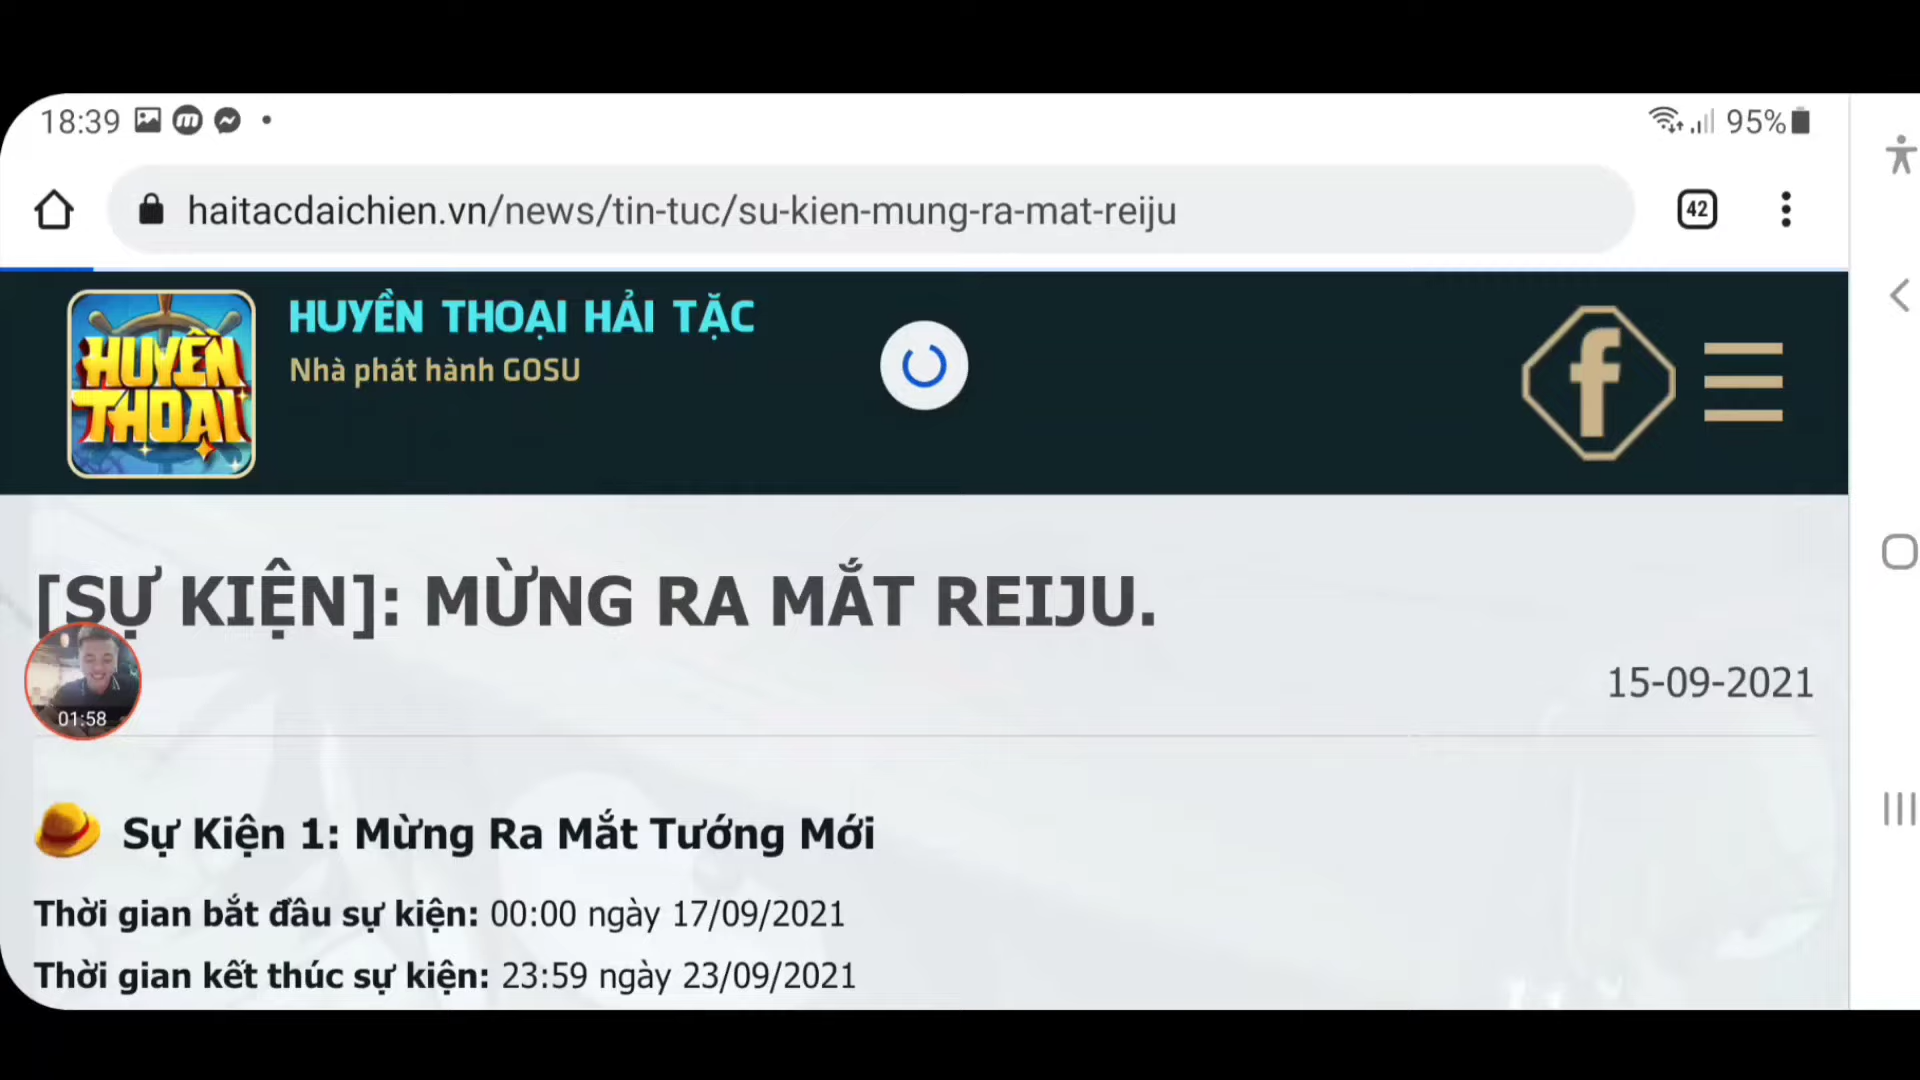 18:39
95%
haitacdaichien.vn/news/tin-tuc/su-kien-mung-ra-mat-reiju
42
HUYỀN THOẠI
HUYỀN THOẠI HẢI TẶC
Nhà phát hành GOSU
[SỰ KIỆN]: MỪNG RA MẮT REIJU.
15-09-2021
01:58
Sự Kiện 1: Mừng Ra Mắt Tướng Mới
Thời gian bắt đầu sự kiện: 00:00 ngày 17/09/2021
Thời gian kết thúc sự kiện: 23:59 ngày 23/09/2021